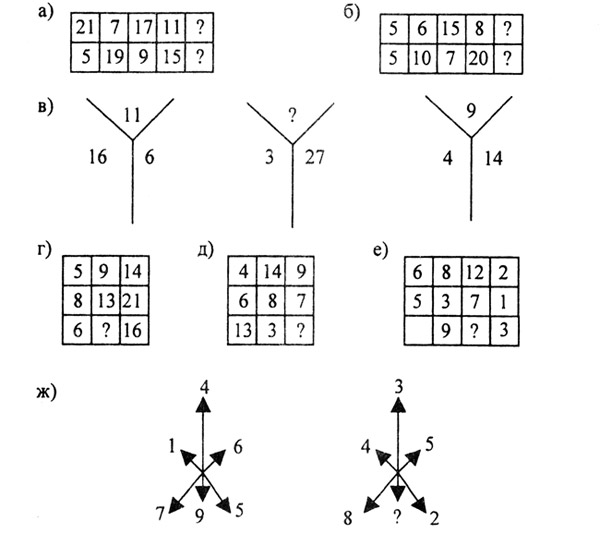 а) б)
21 7 17 11 ? 5 6 15 8 ?
5 19 9 15 ? 5 10 7 20 ?
в) 11 ? 9
16 6 3 27 4 14
г) д) е)
5 9 14 4 14 9 6 8 12 2
8 13 21 6 8 7 5 3 7 1
6 ? 16 13 3 ? 9 ? 3
ж) 4 3
1 6 4 5
7 9 5 8 ? 2